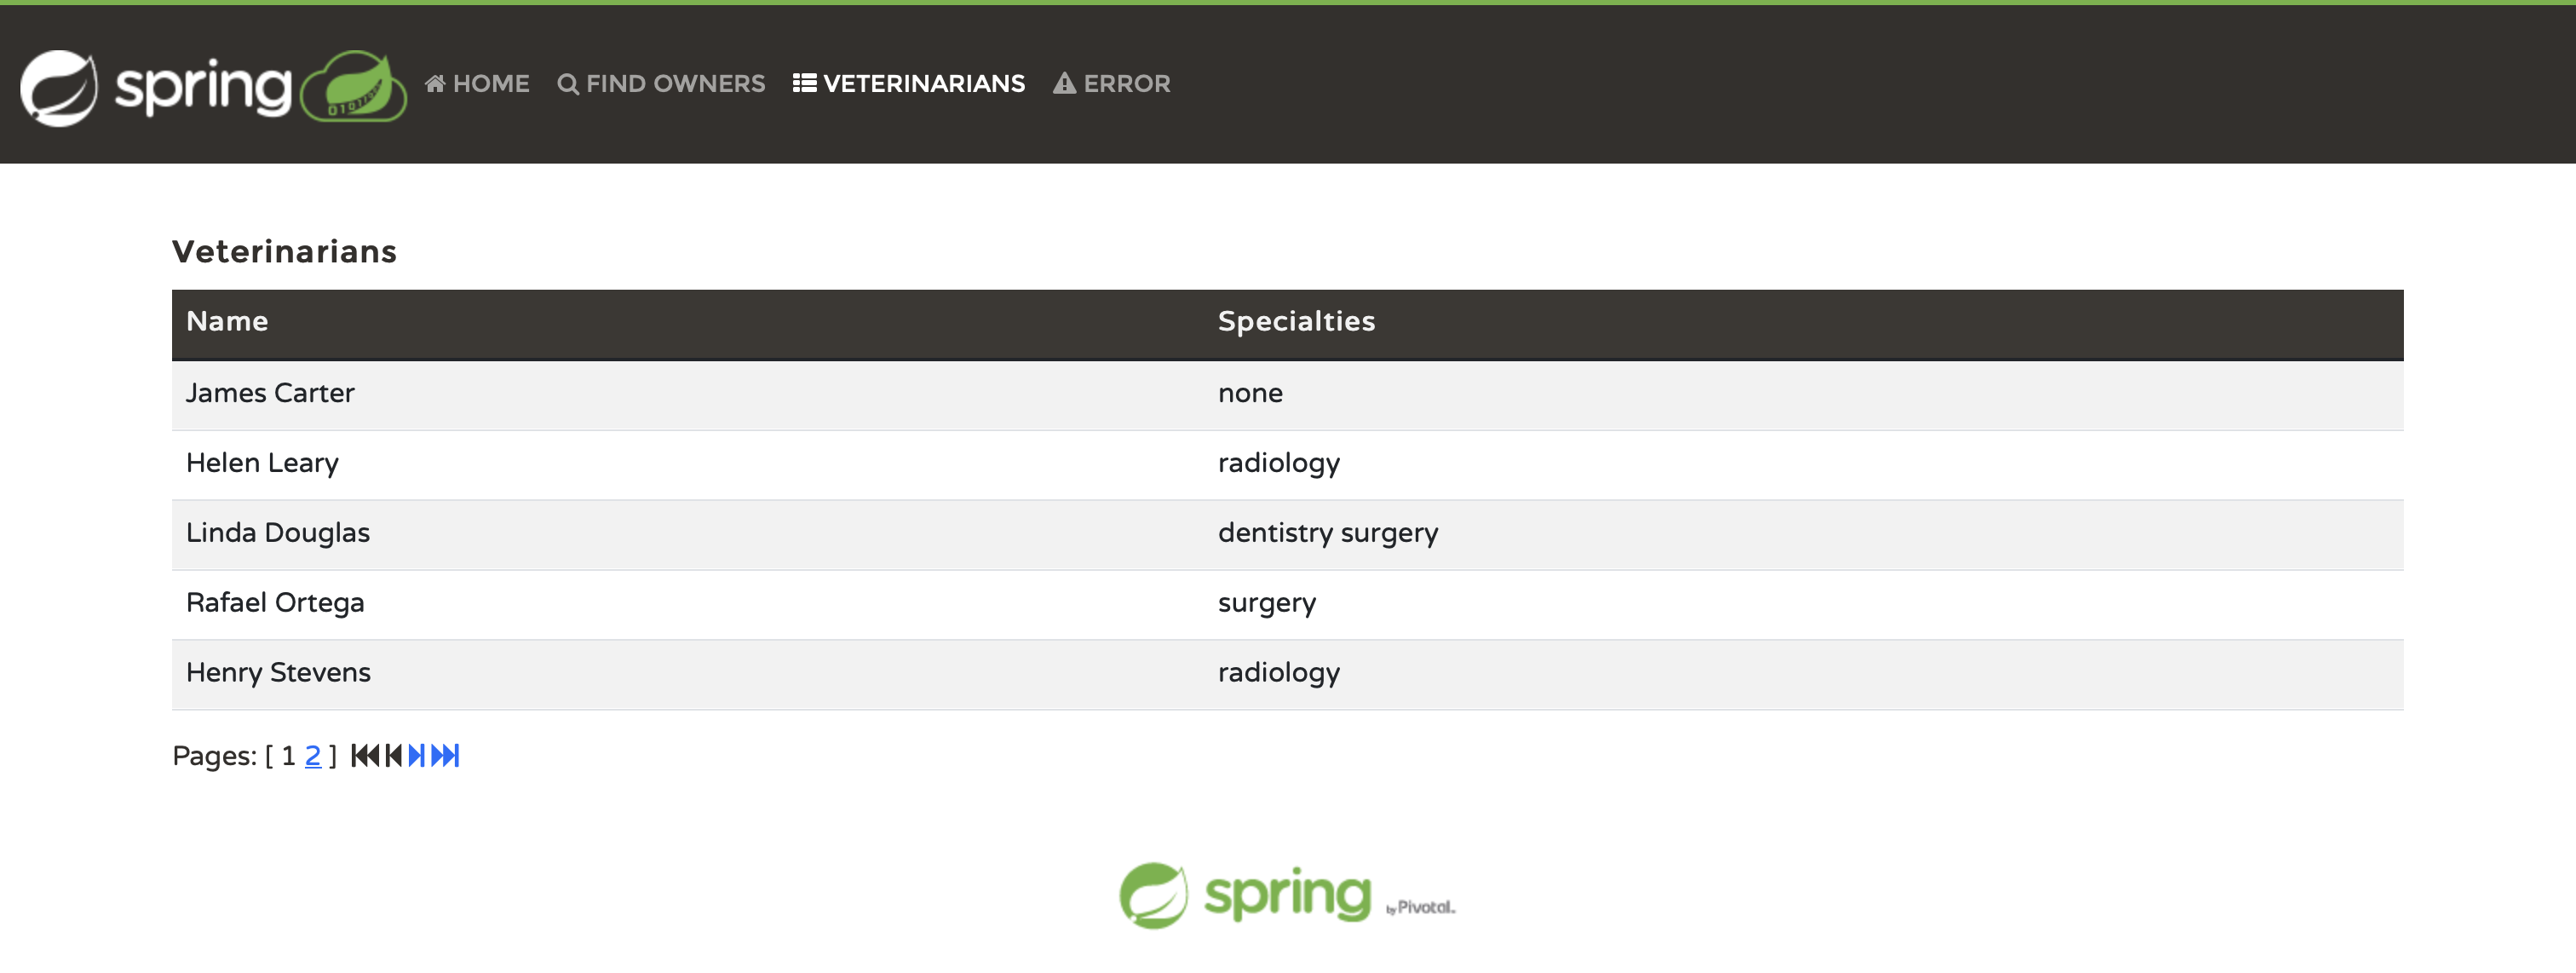 spring HOME FIND OWNERS VETERINARIANS ERROR
Veterinarians
Name Specialties
James Carter none
Helen Leary radiology
Linda Douglas dentistry surgery
Rafael Ortega surgery
Henry Stevens radiology
Pages: [ 1 2 ]
spring by Pivotal